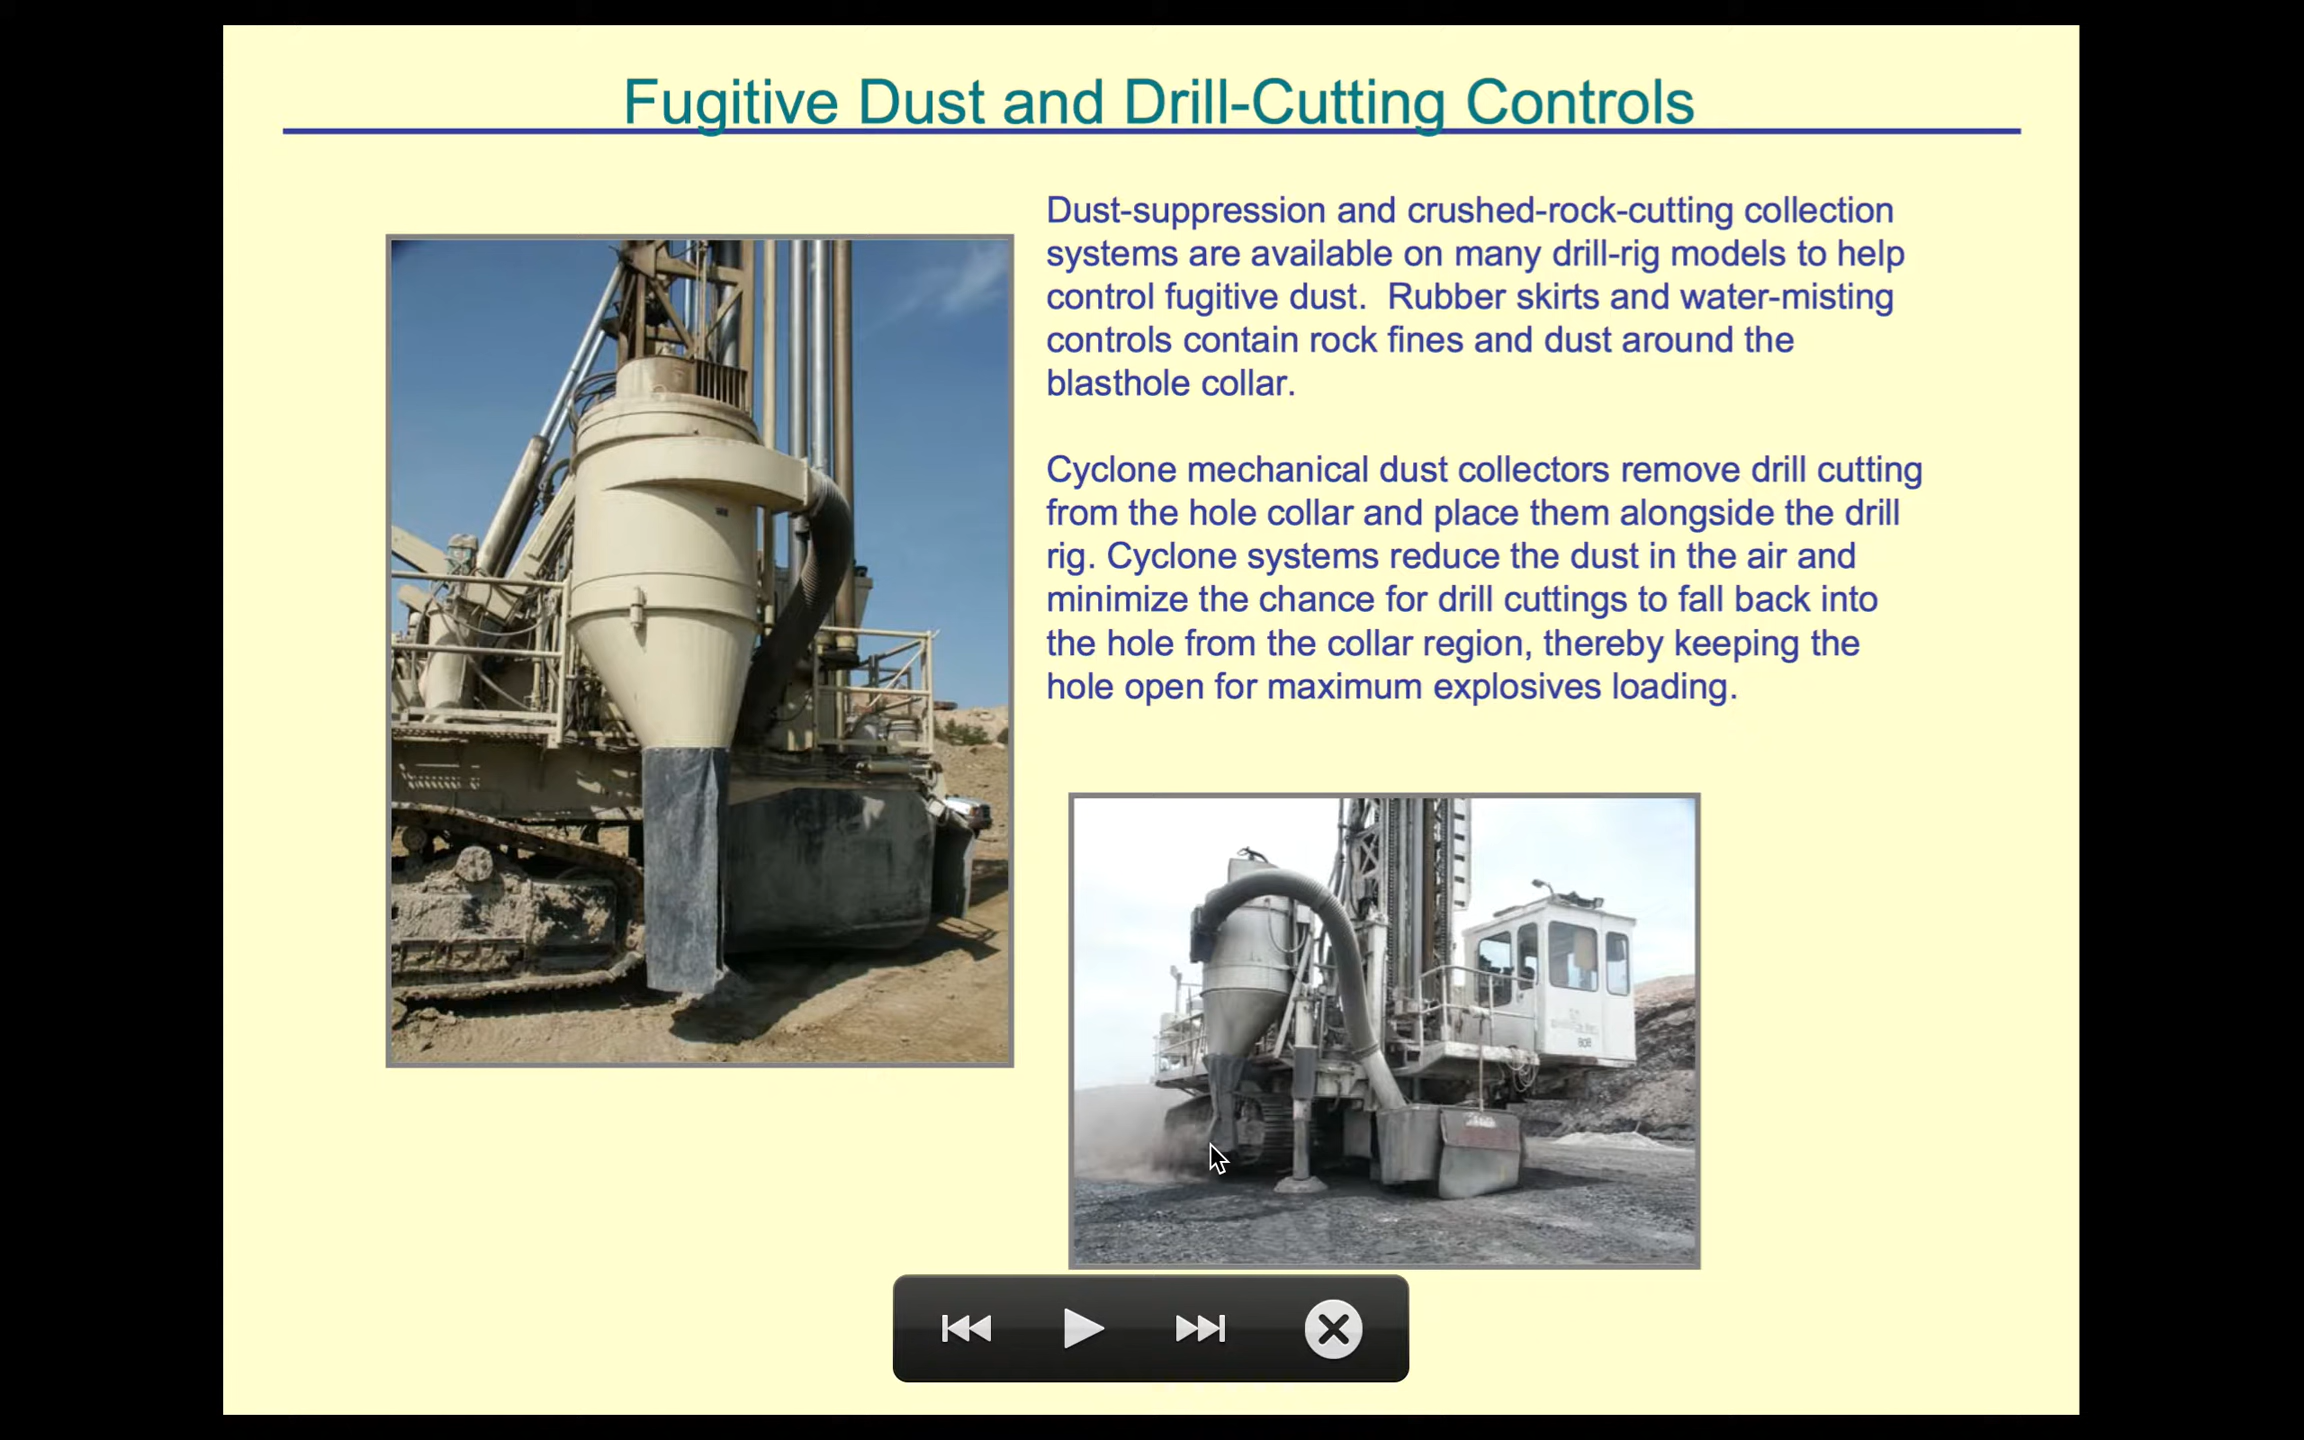 Fugitive Dust and Drill-Cutting Controls
Dust-suppression and crushed-rock-cutting collection
systems are available on many drill-rig models to help
control fugitive dust.  Rubber skirts and water-misting
controls contain rock fines and dust around the
blasthole collar.
Cyclone mechanical dust collectors remove drill cutting
from the hole collar and place them alongside the drill
rig. Cyclone systems reduce the dust in the air and
minimize the chance for drill cuttings to fall back into
the hole from the collar region, thereby keeping the
hole open for maximum explosives loading.